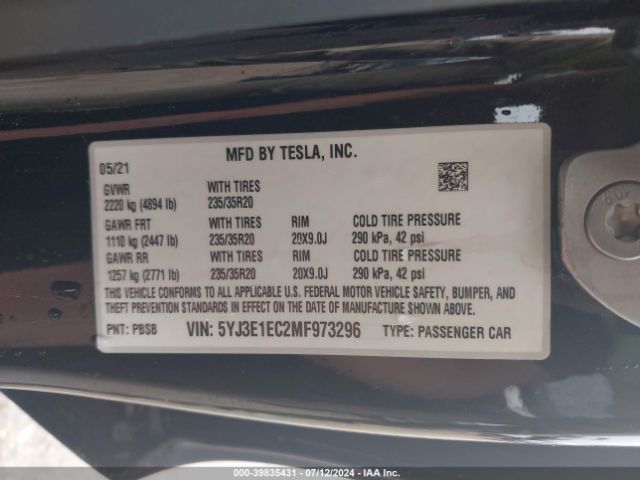 MFD BY TESLA, INC.
05/21
GVWR WITH TIRES
2220 kg (4894 lb) 235/35R20
GAWR FRT WITH TIRES RIM COLD TIRE PRESSURE
1110 kg (2447 lb) 235/35R20 20X9.0J 290 kPa, 42 psi
GAWR RR WITH TIRES RIM COLD TIRE PRESSURE
1257 kg (2771 lb) 235/35R20 20X9.0J 290 kPa, 42 psi
THIS VEHICLE CONFORMS TO ALL APPLICABLE U.S. FEDERAL MOTOR VEHICLE SAFETY, BUMPER, AND
THEFT PREVENTION STANDARDS IN EFFECT ON THE DATE OF MANUFACTURE SHOWN ABOVE.
PNT: PBSB VIN: 5YJ3E1EC2MF973296 TYPE: PASSENGER CAR
000-39835431 - 07/12/2024 - IAA Inc.